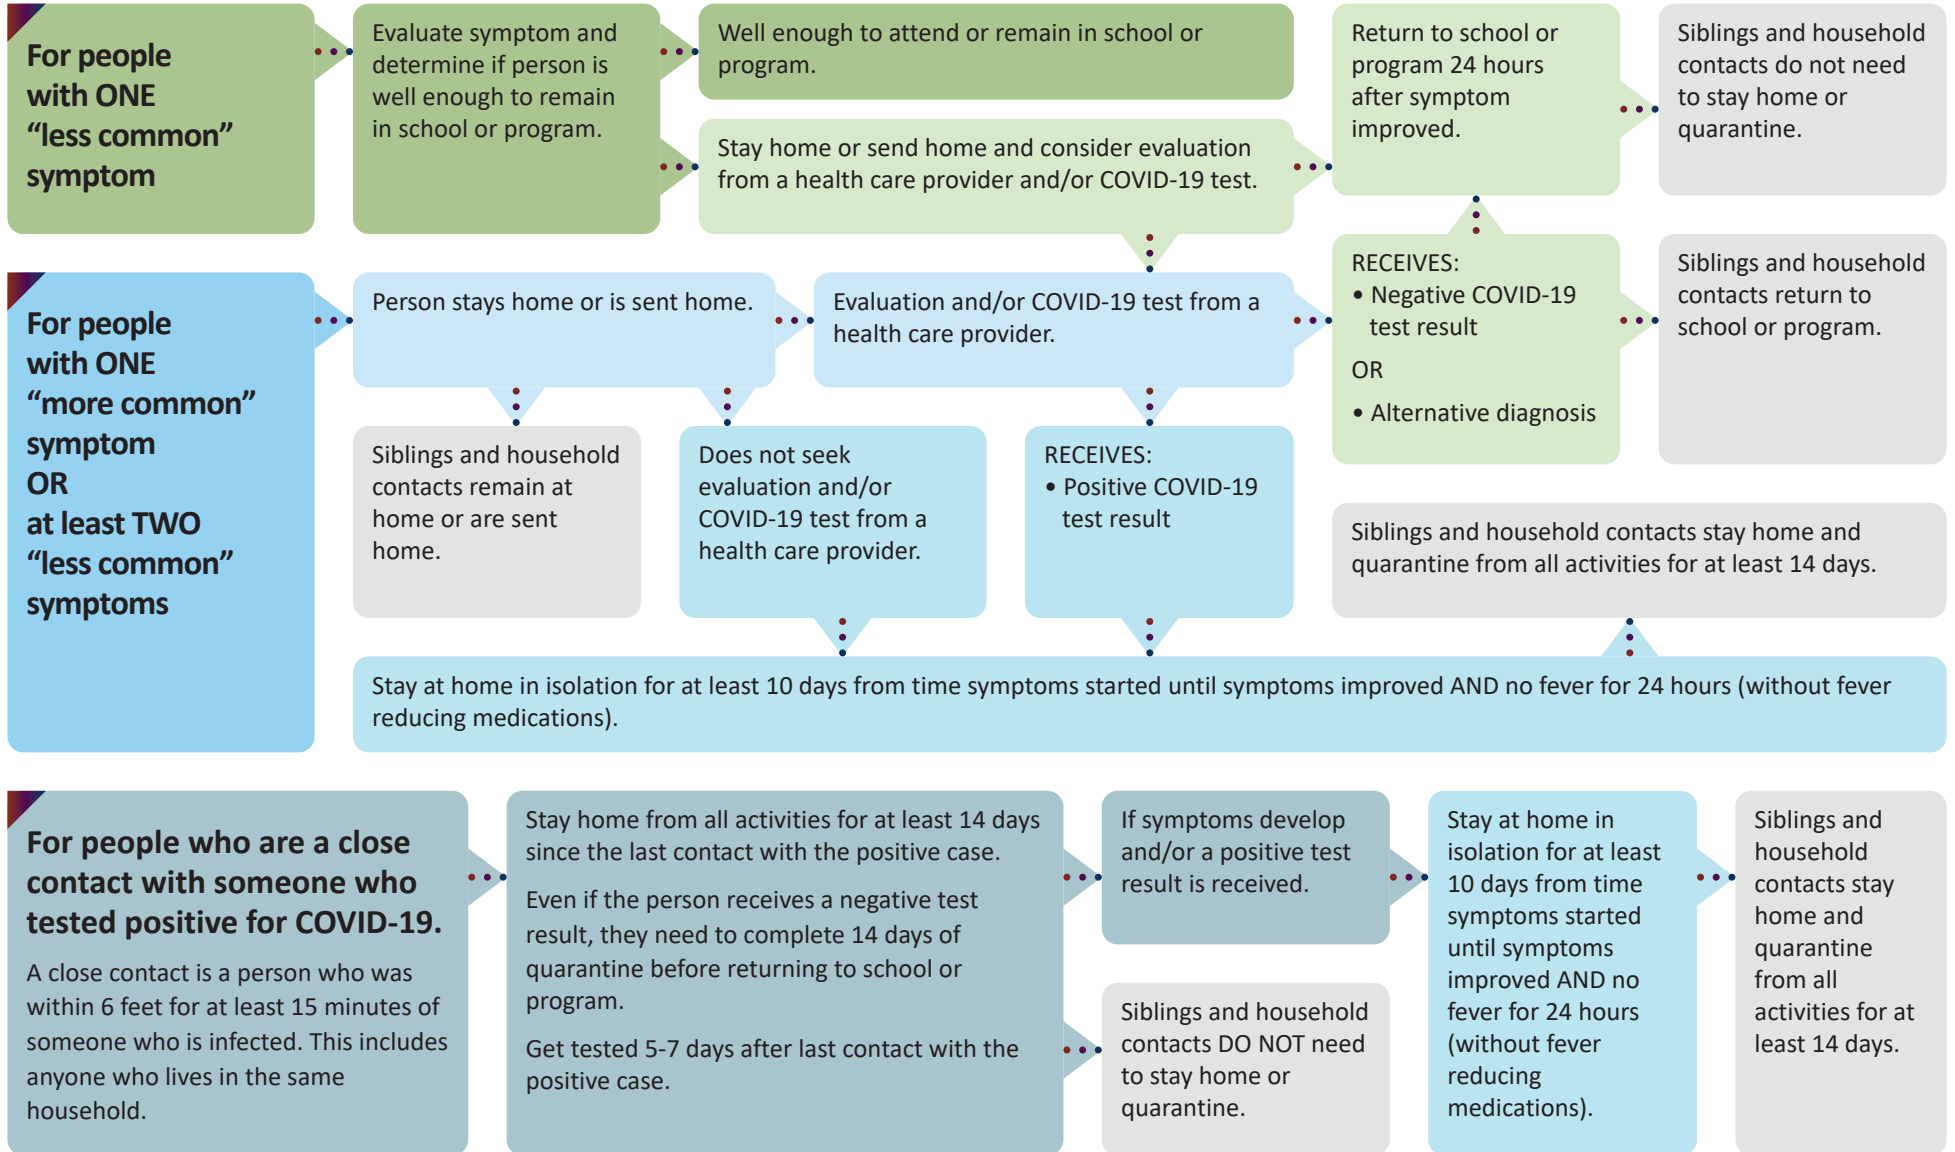 For people
with ONE
“less common”
symptom
Evaluate symptom and
determine if person is
well enough to remain
in school or program.
Well enough to attend or remain in school or
program.
Stay home or send home and consider evaluation
from a health care provider and/or COVID-19 test.
Return to school or
program 24 hours
after symptom
improved.
Siblings and household
contacts do not need
to stay home or
quarantine.
For people
with ONE
“more common”
symptom
OR
at least TWO
“less common”
symptoms
Person stays home or is sent home.
Evaluation and/or COVID-19 test from a
health care provider.
RECEIVES:
• Negative COVID-19
test result
OR
• Alternative diagnosis
Siblings and household
contacts return to
school or program.
Siblings and household
contacts remain at
home or are sent
home.
Does not seek
evaluation and/or
COVID-19 test from a
health care provider.
RECEIVES:
• Positive COVID-19
test result
Siblings and household contacts stay home and
quarantine from all activities for at least 14 days.
Stay at home in isolation for at least 10 days from time symptoms started until symptoms improved AND no fever for 24 hours (without fever
reducing medications).
For people who are a close
contact with someone who
tested positive for COVID-19.
A close contact is a person who was
within 6 feet for at least 15 minutes of
someone who is infected. This includes
anyone who lives in the same
household.
Stay home from all activities for at least 14 days
since the last contact with the positive case.
Even if the person receives a negative test
result, they need to complete 14 days of
quarantine before returning to school or
program.
Get tested 5-7 days after last contact with the
positive case.
If symptoms develop
and/or a positive test
result is received.
Siblings and household
contacts DO NOT need
to stay home or
quarantine.
Stay at home in
isolation for at least
10 days from time
symptoms started
until symptoms
improved AND no
fever for 24 hours
(without fever
reducing
medications).
Siblings and
household
contacts stay
home and
quarantine
from all
activities for at
least 14 days.